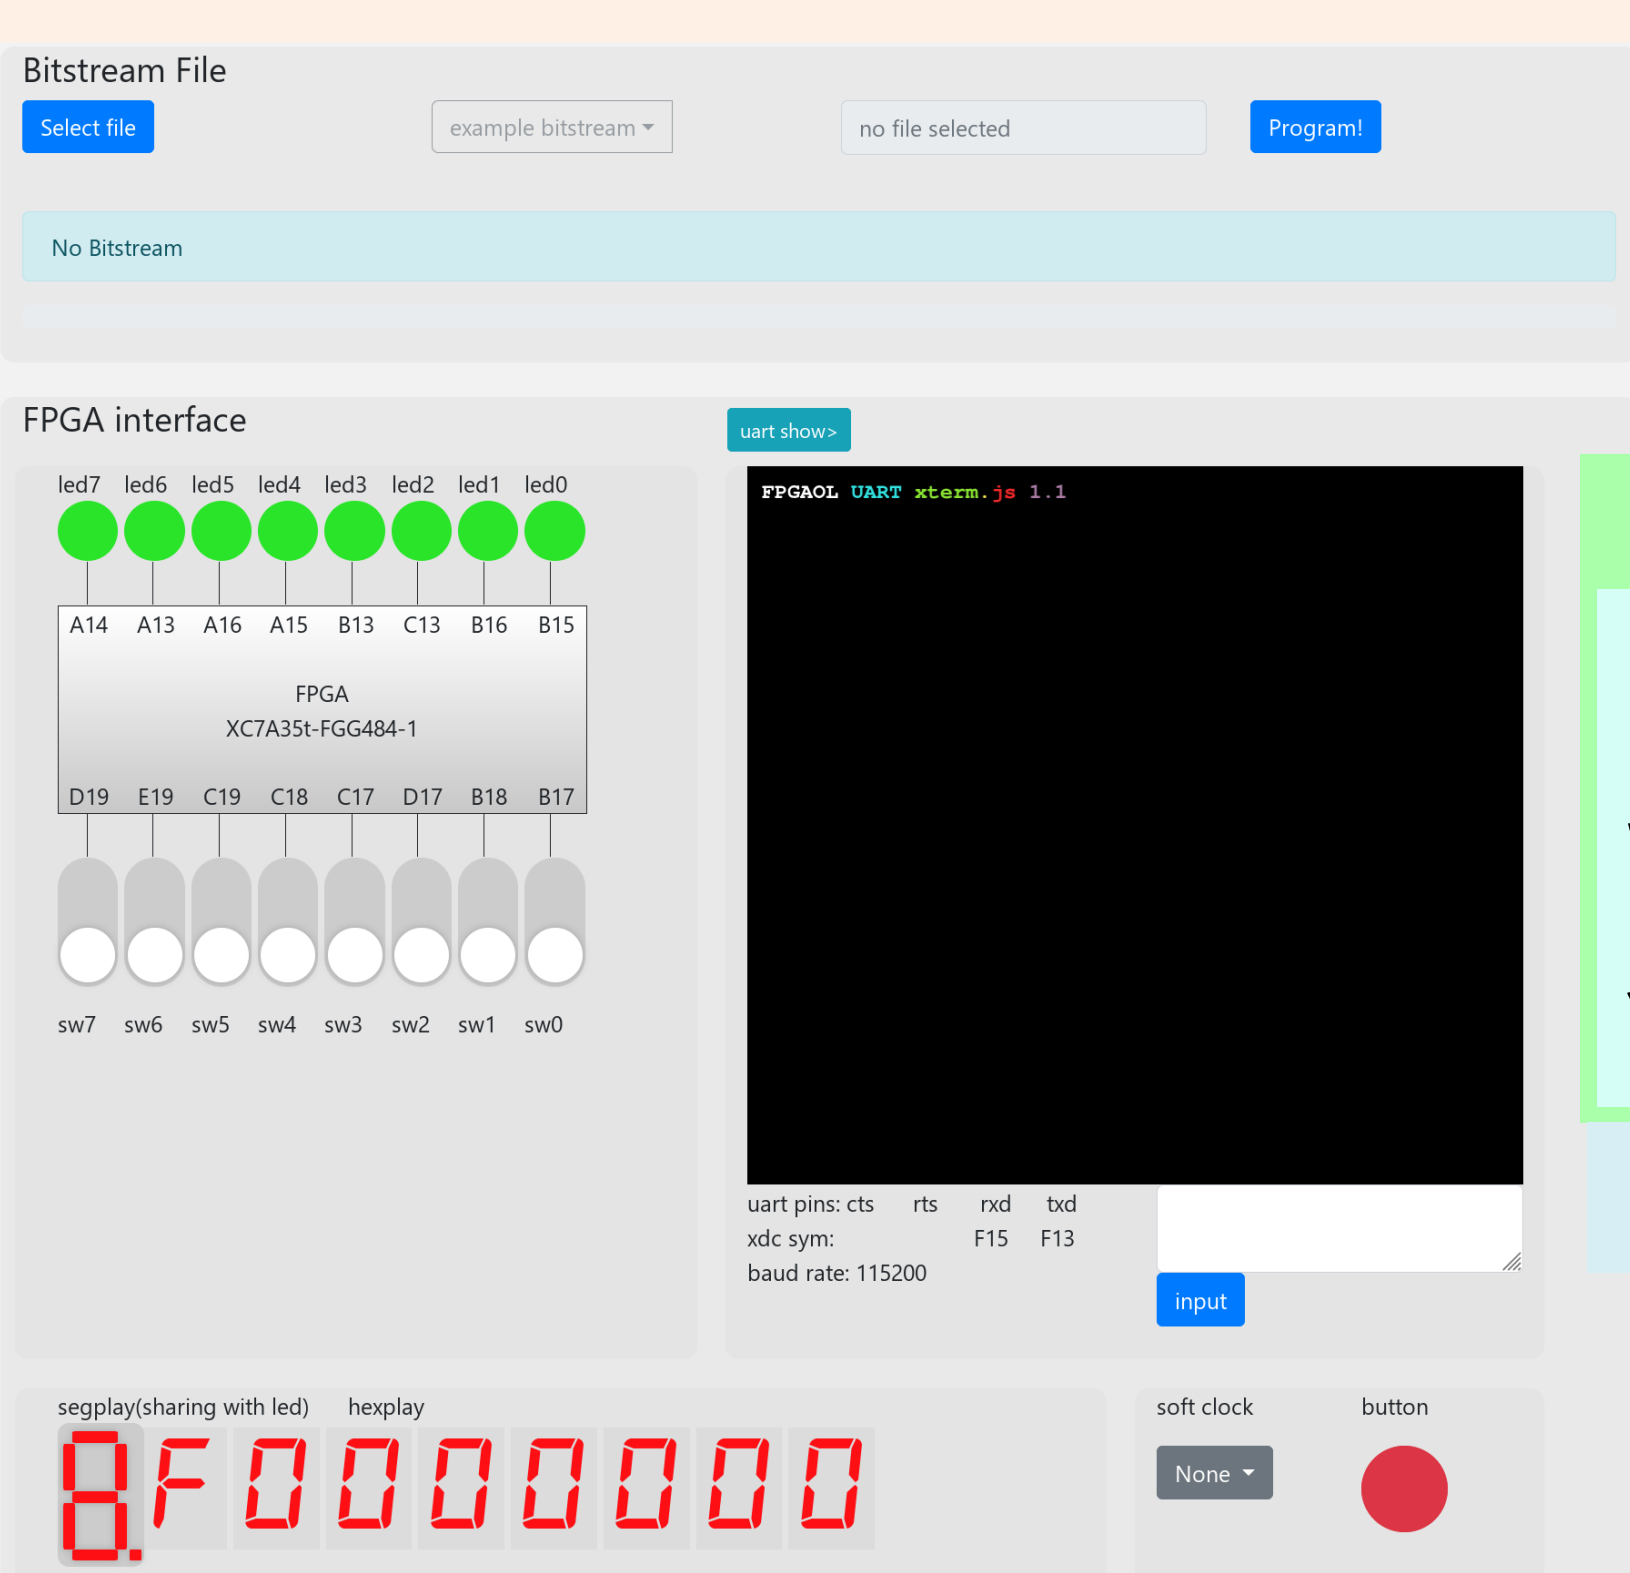 Bitstream File
Select file
example bitstream
no file selected
Program!
No Bitstream
FPGA interface
uart show>
led7 led6 led5 led4 led3 led2 led1 led0
A14 A13 A16 A15 B13 C13 B16 B15
FPGA
XC7A35t-FGG484-1
D19 E19 C19 C18 C17 D17 B18 B17
sw7 sw6 sw5 sw4 sw3 sw2 sw1 sw0
FPGAOL UART xterm.js 1.1
uart pins: cts rts rxd txd
xdc sym: F15 F13
baud rate: 115200
input
segplay(sharing with led) hexplay
8. F0000000
soft clock
None
button